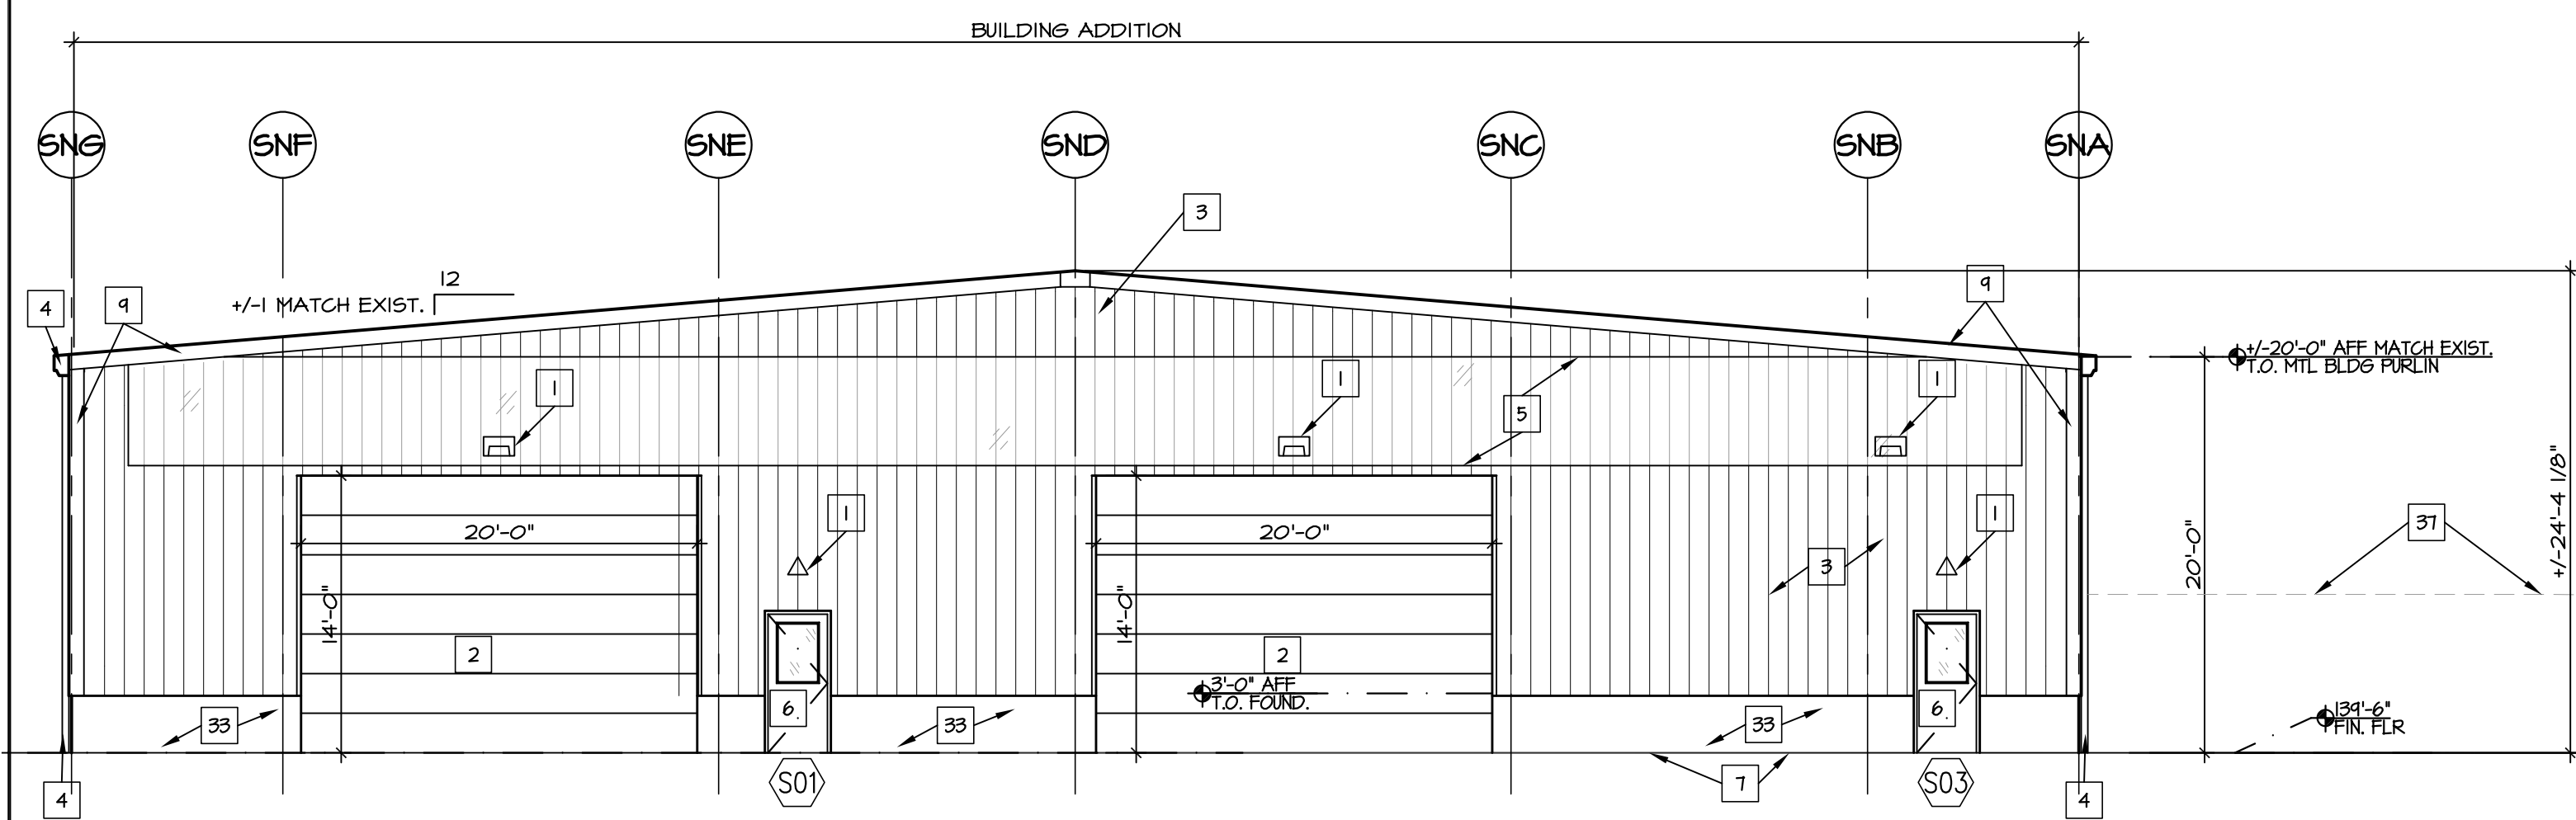 BUILDING ADDITION
SNG SNF SNE SND SNC SNB SNA
3
12
+/-1 MATCH EXIST.
4 9
9
+/-20'-0" AFF MATCH EXIST.
T.O. MTL BLDG PURLIN
1 1 1
5
+/-24'-4 1/8"
1 1
37
20'-0" 20'-0"
20'-0"
3
14'-0" 14'-0"
2 2
3'-0" AFF
T.O. FOUND.
6 6
33 33 33
139'-6"
FIN. FLR
S01 7 S03
4 4